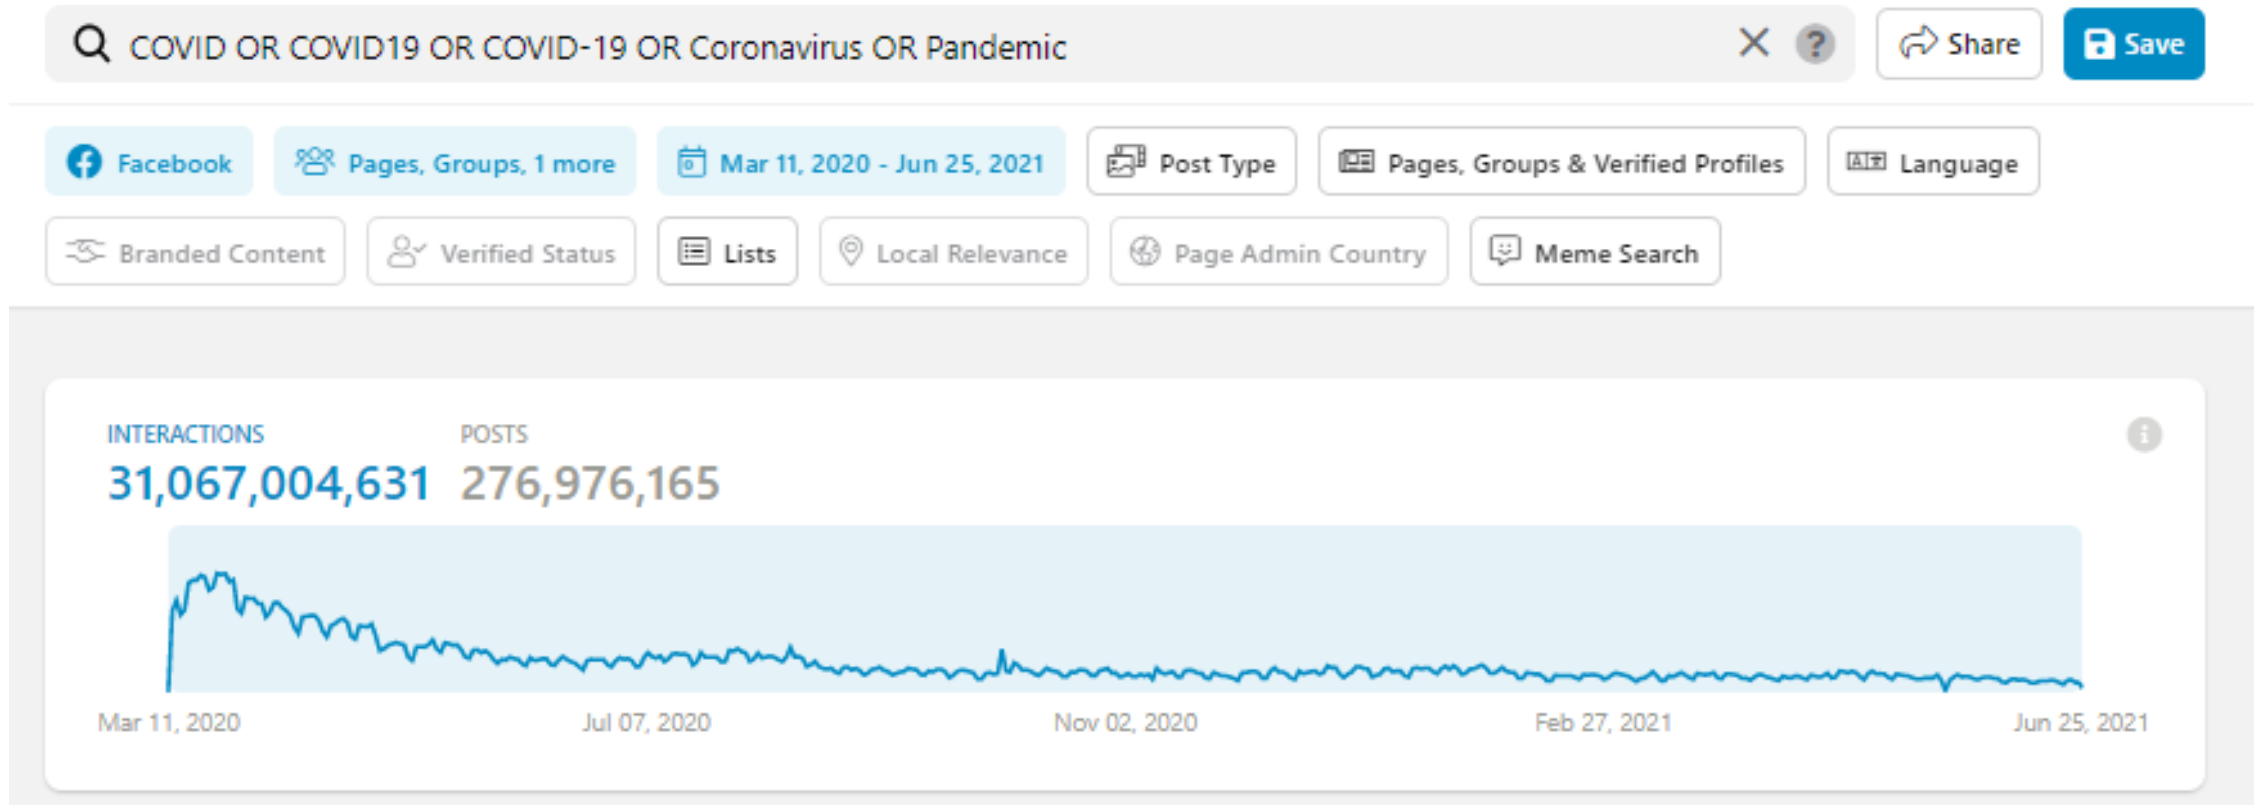 COVID OR COVID19 OR COVID-19 OR Coronavirus OR Pandemic ? Share Save
Facebook Pages, Groups, 1 more Mar 11, 2020 - Jun 25, 2021 Post Type Pages, Groups & Verified Profiles Language
Branded Content Verified Status Lists Local Relevance Page Admin Country Meme Search
INTERACTIONS POSTS
31,067,004,631 276,976,165
Mar 11, 2020 Jul 07, 2020 Nov 02, 2020 Feb 27, 2021 Jun 25, 2021